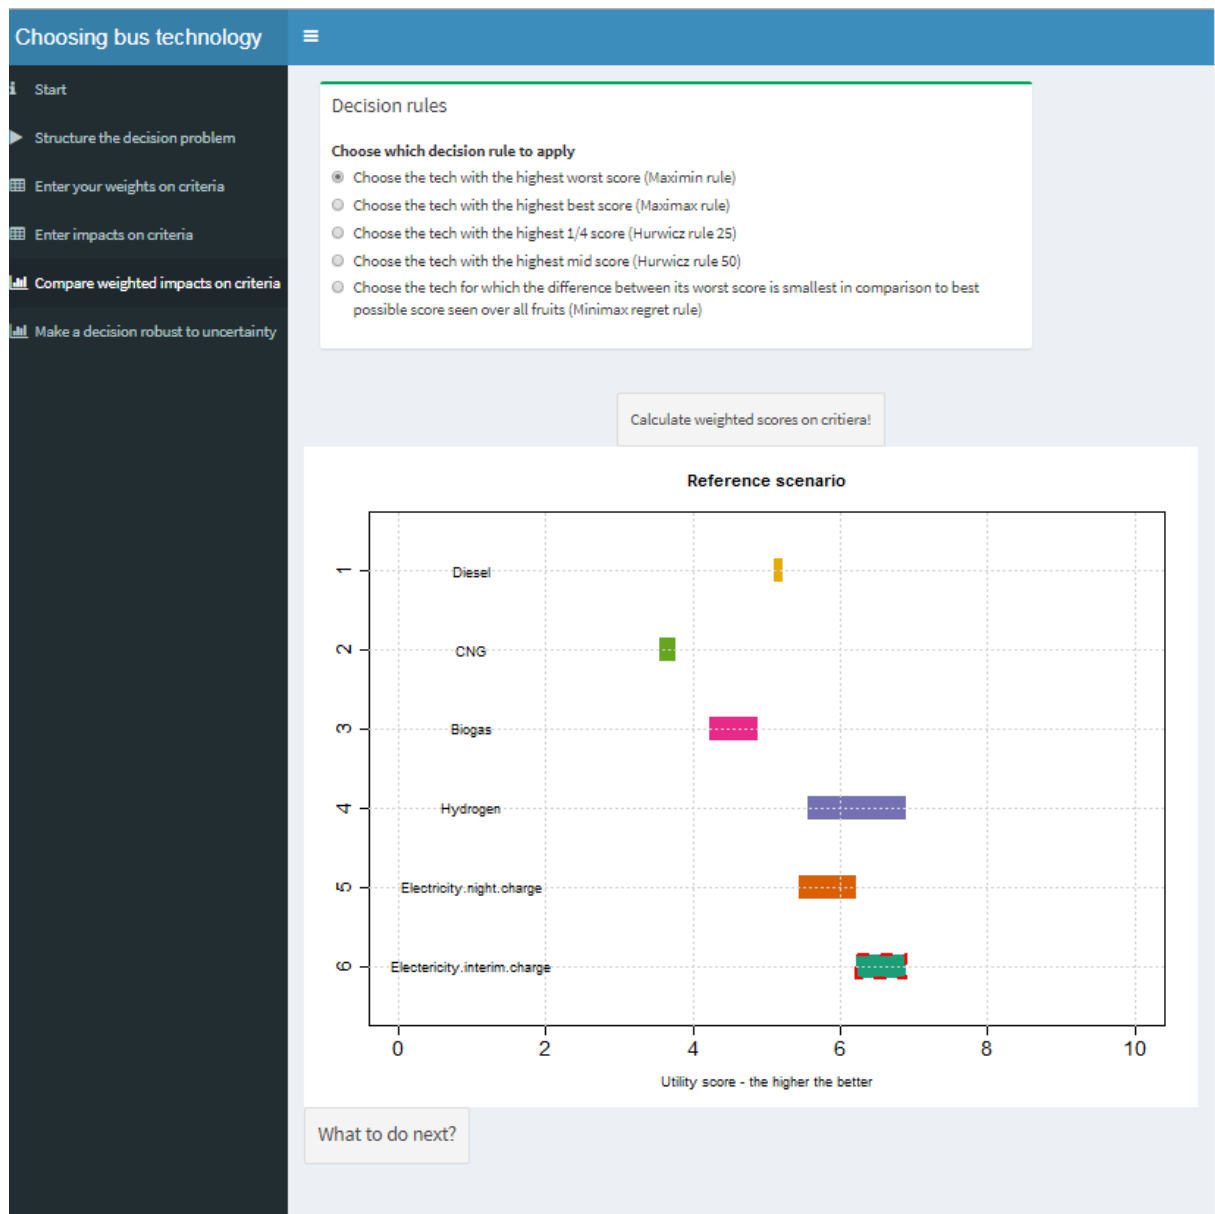 Choosing bus technology
Start
Structure the decision problem
Enter your weights on criteria
Enter impacts on criteria
Compare weighted impacts on criteria
Make a decision robust to uncertainty
Decision rules
Choose which decision rule to apply
Choose the tech with the highest worst score (Maximin rule)
Choose the tech with the highest best score (Maximax rule)
Choose the tech with the highest 1/4 score (Hurwicz rule 25)
Choose the tech with the highest mid score (Hurwicz rule 50)
Choose the tech for which the difference between its worst score is smallest in comparison to best
possible score seen over all fruits (Minimax regret rule)
Calculate weighted scores on critiera!
Reference scenario
1 Diesel
2 CNG
3 Biogas
4 Hydrogen
5 Electricity.night.charge
6 Electericity.interim.charge
0 2 4 6 8 10
Utility score - the higher the better
What to do next?